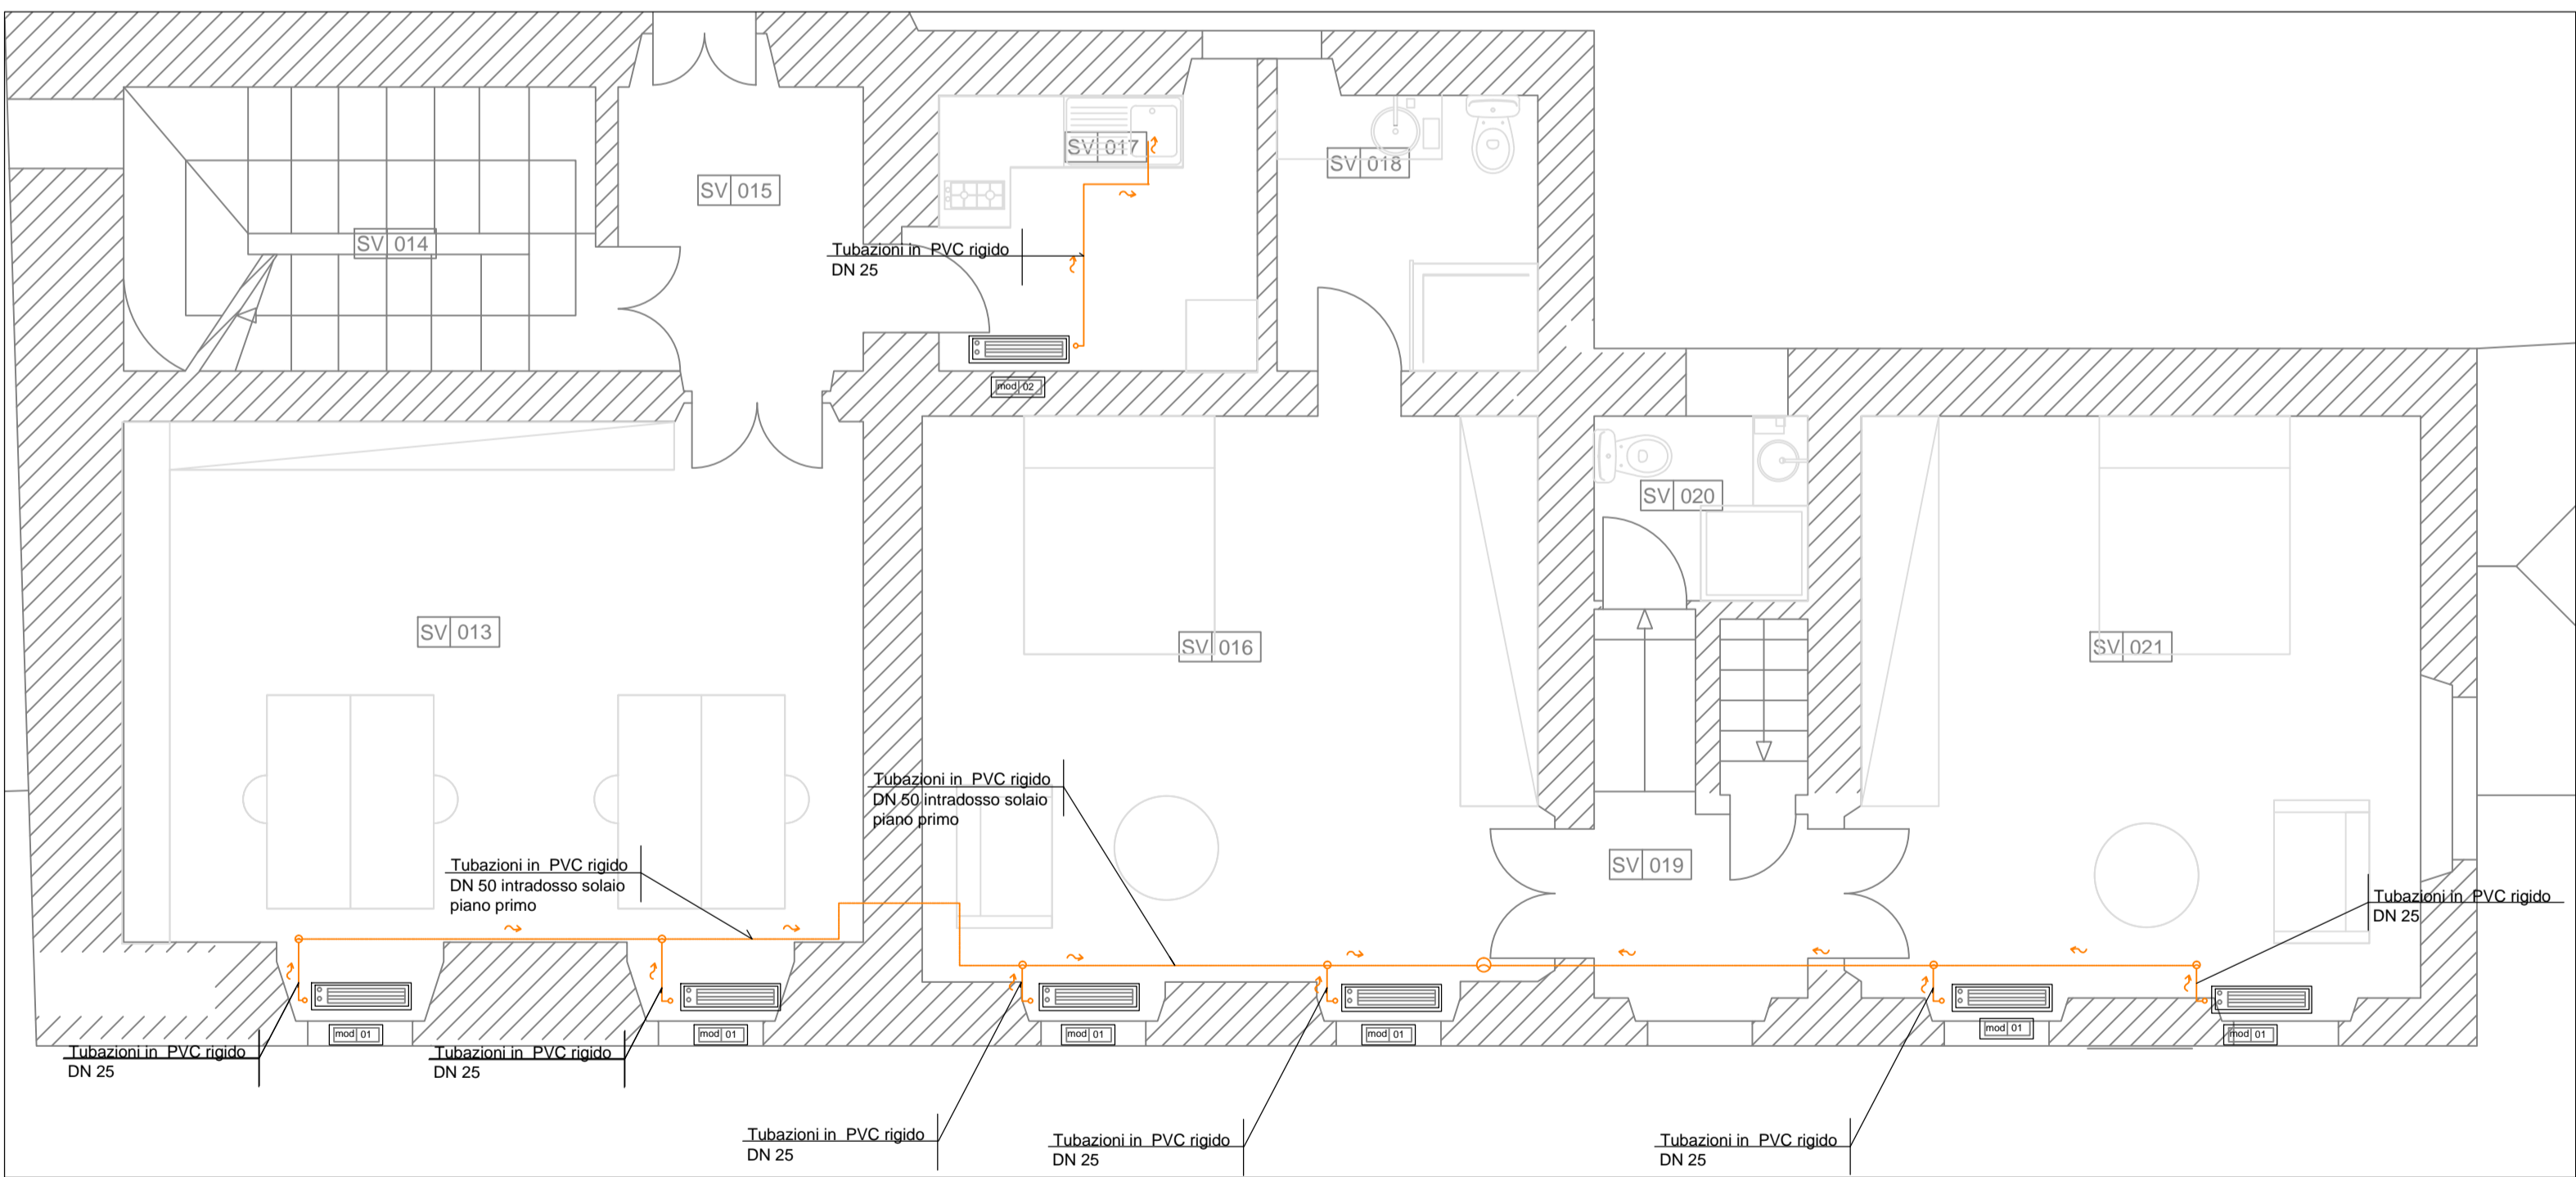 SV 017
SV 018
SV 015
SV 014
Tubazioni in PVC rigido
DN 25
mod 02
SV 020
SV 013
SV 016
SV 021
Tubazioni in PVC rigido
DN 50 intradosso solaio
piano primo
Tubazioni in PVC rigido
DN 50 intradosso solaio
piano primo
SV 019
Tubazioni in PVC rigido
DN 25
mod 01
mod 01
mod 01
mod 01
mod 01
mod 01
Tubazioni in PVC rigido
DN 25
Tubazioni in PVC rigido
DN 25
Tubazioni in PVC rigido
DN 25
Tubazioni in PVC rigido
DN 25
Tubazioni in PVC rigido
DN 25